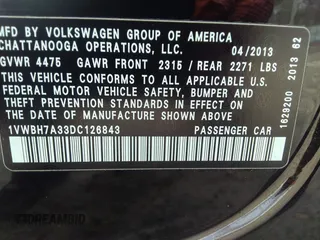 MFD BY VOLKSWAGEN GROUP OF AMERICA
CHATTANOOGA OPERATIONS, LLC. 04/2013
GVWR 4475 GAWR FRONT 2315/REAR 2271 LBS
THIS VEHICLE CONFORMS TO ALL APPLICABLE U.S.
FEDERAL MOTOR VEHICLE SAFETY, BUMPER AND
THEFT PREVENTION STANDARDS IN EFFECT ON THE
DATE OF MANUFACTURE SHOWN ABOVE.
1VWBH7A33DC126843 PASSENGER CAR
1629200 2013 62